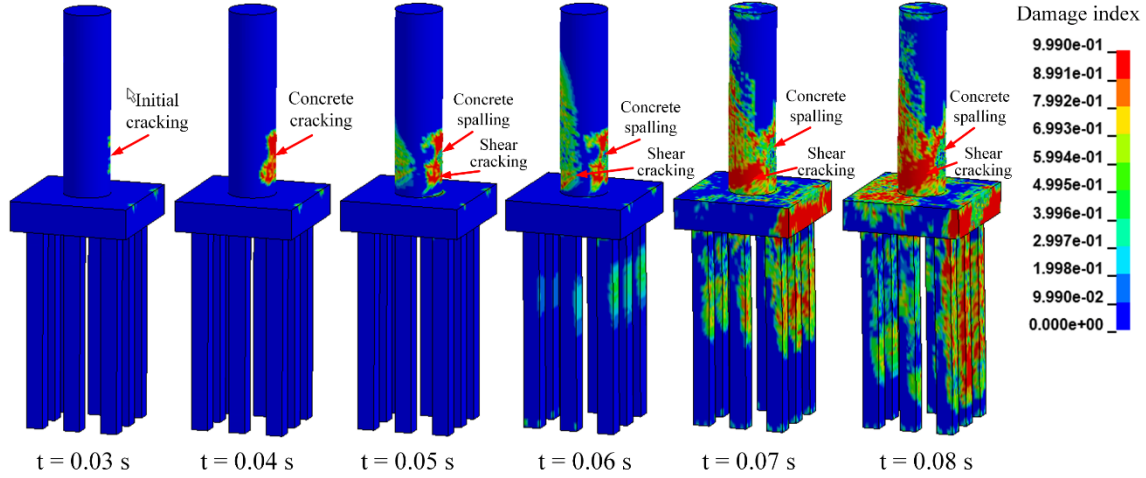 Damage index
9.990e-01
8.991e-01
7.992e-01
6.993e-01
5.994e-01
4.995e-01
3.996e-01
2.997e-01
1.998e-01
9.990e-02
0.000e+00
Initial
cracking
Concrete
cracking
Concrete
spalling
Shear
cracking
Concrete
spalling
Shear
cracking
Concrete
spalling
Shear
cracking
Concrete
spalling
Shear
cracking
t = 0.03 s
t = 0.04 s
t = 0.05 s
t = 0.06 s
t = 0.07 s
t = 0.08 s